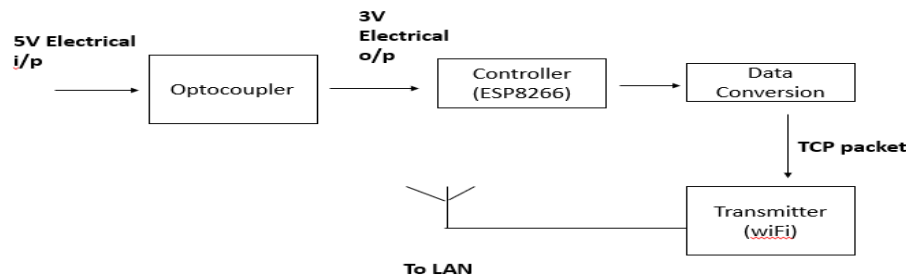 5V Electrical
i/p
Optocoupler
3V
Electrical
o/p
Controller
(ESP8266)
Data
Conversion
TCP packet
Transmitter
(wiFi)
To LAN